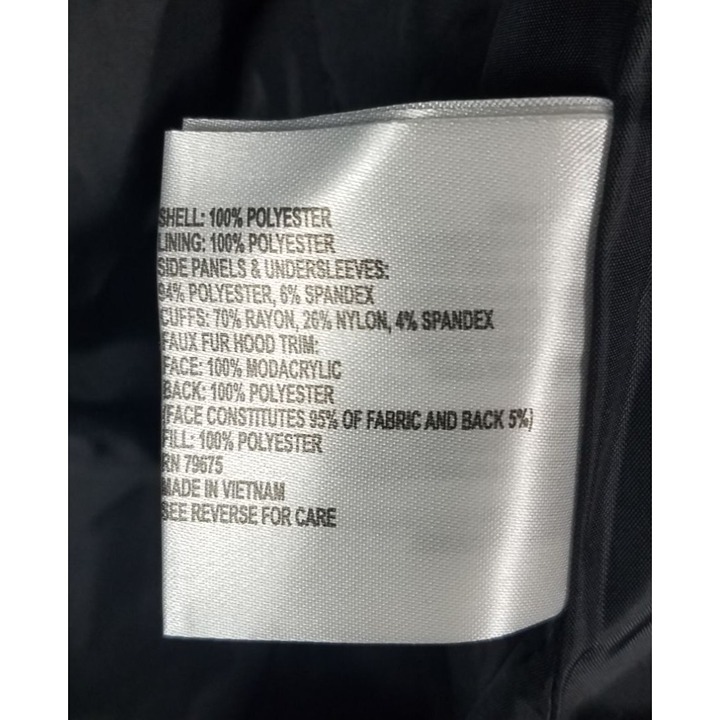 SHELL: 100% POLYESTER
LINING: 100% POLYESTER
SIDE PANELS & UNDERSLEEVES:
94% POLYESTER, 6% SPANDEX
CUFFS: 70% RAYON, 26% NYLON, 4% SPANDEX
FAUX FUR HOOD TRIM:
FACE: 100% MODACRYLIC
BACK: 100% POLYESTER
(FACE CONSTITUTES 95% OF FABRIC AND BACK 5%)
FILL: 100% POLYESTER
RN 79675
MADE IN VIETNAM
SEE REVERSE FOR CARE